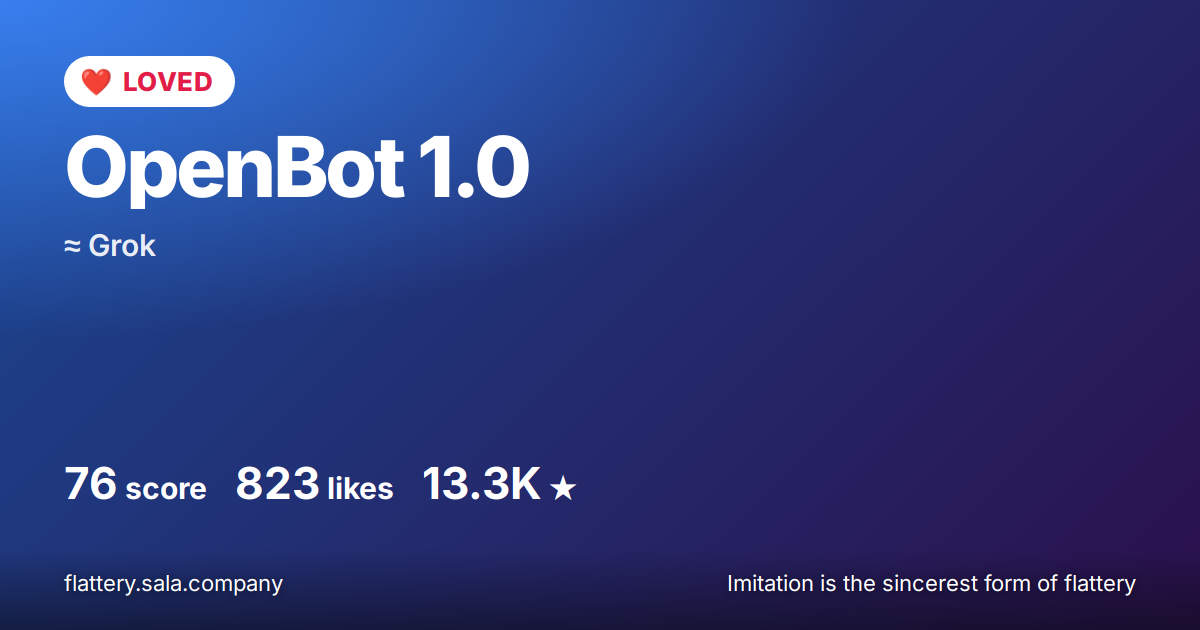 ❤️ LOVED
OpenBot 1.0
≈ Grok
76 score 823 likes 13.3K ★
flattery.sala.company
Imitation is the sincerest form of flattery